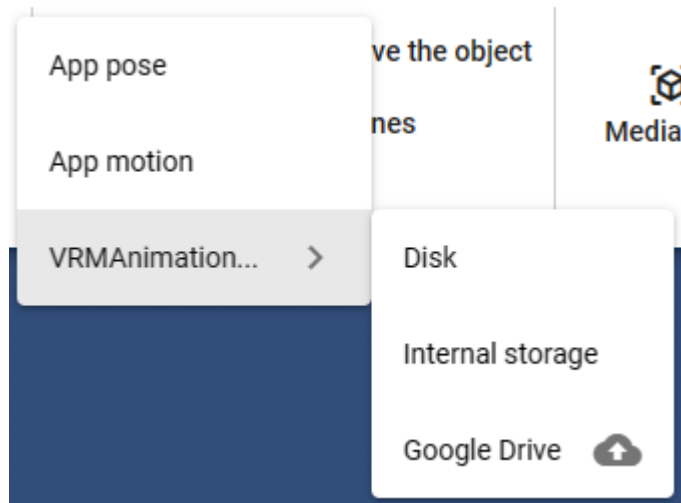 App pose
App motion
VRMAnimation...
ve the object
nes
Media
Disk
Internal storage
Google Drive